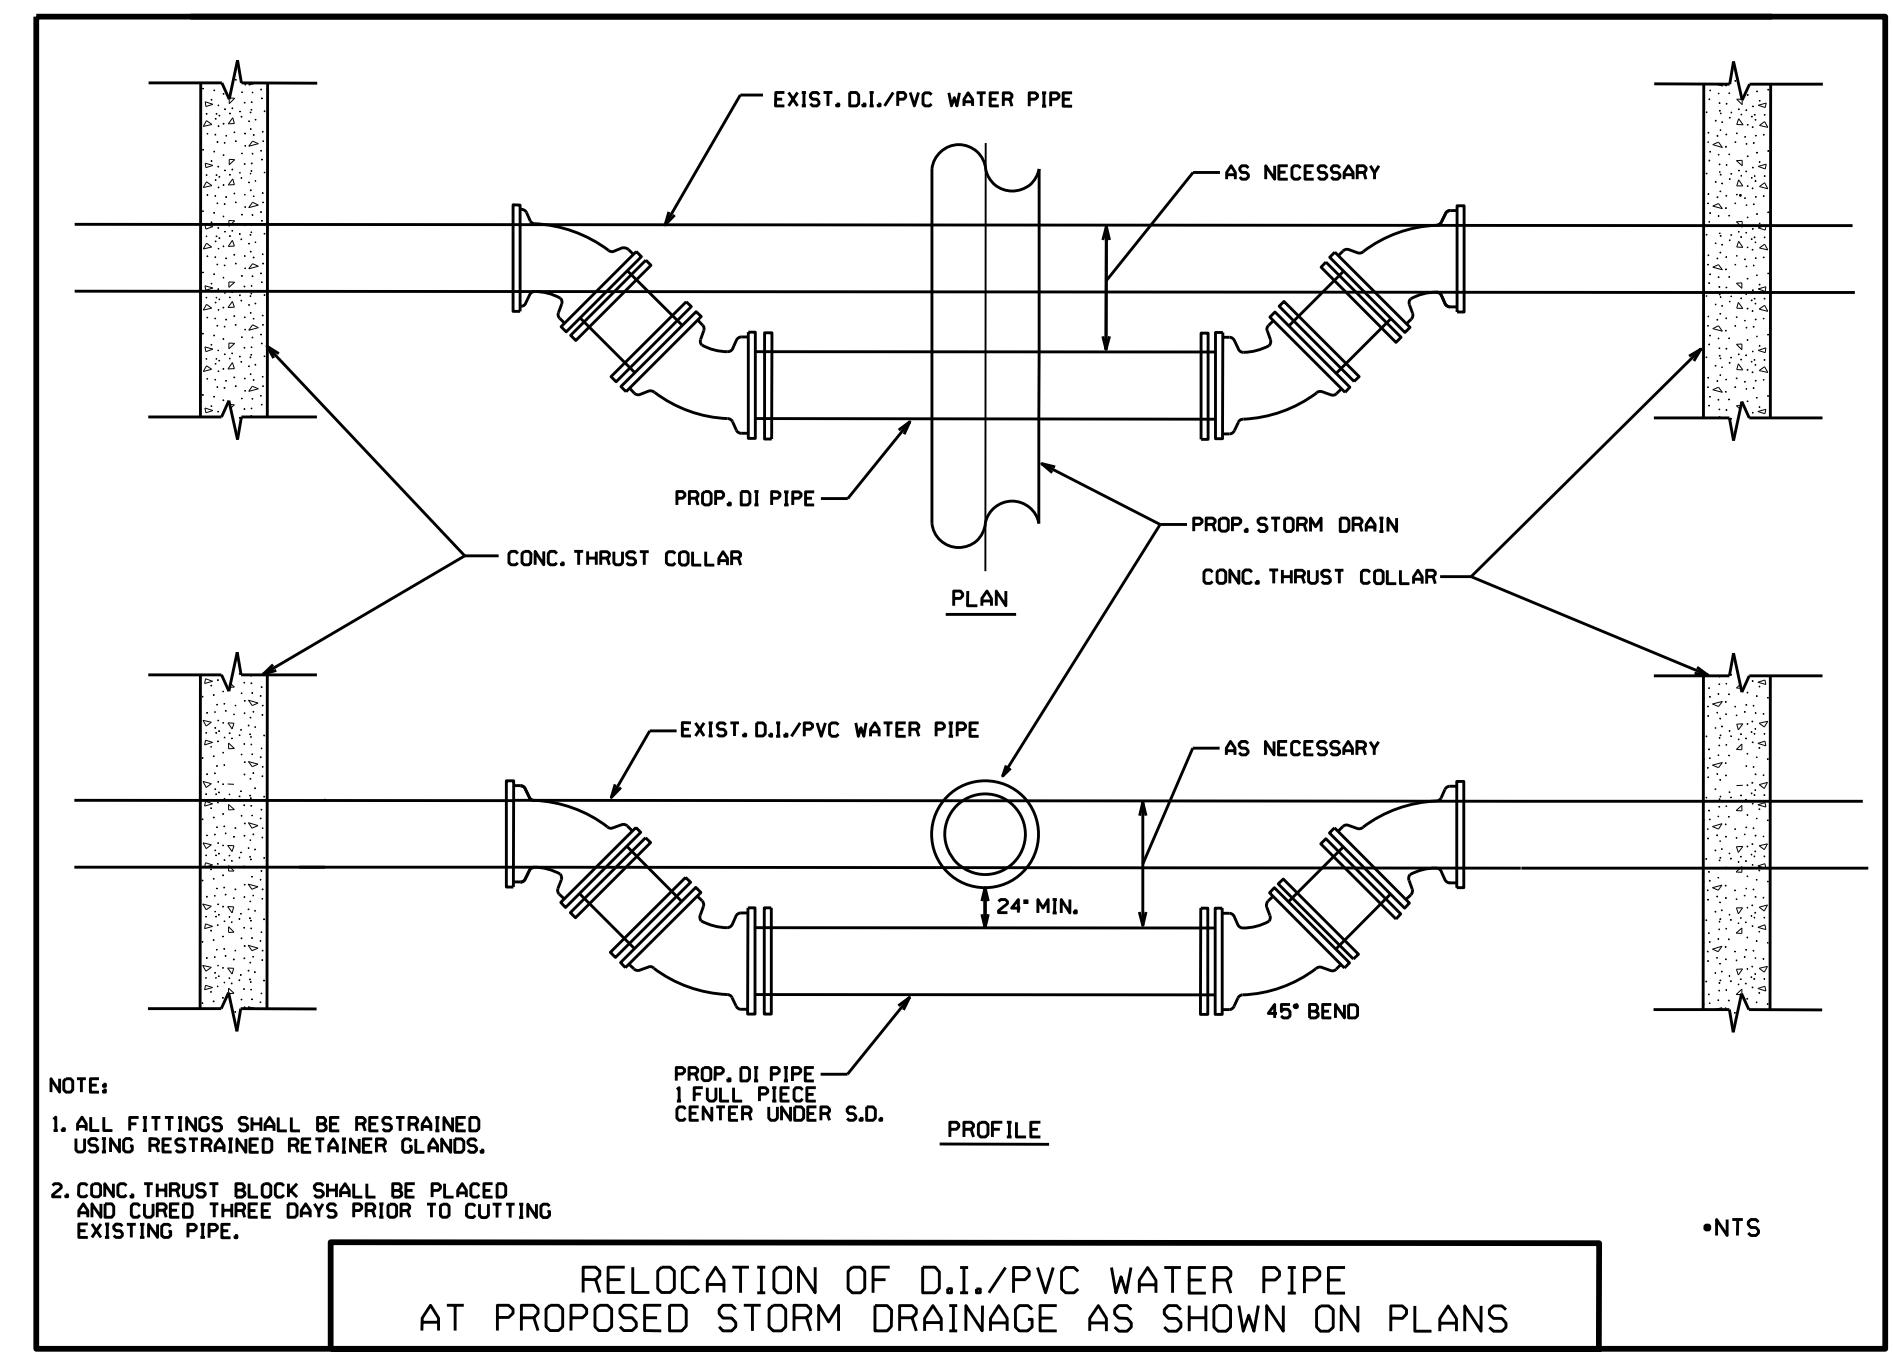 EXIST. D.I./PVC WATER PIPE
AS NECESSARY
PROP. DI PIPE
PROP. STORM DRAIN
CONC. THRUST COLLAR
CONC. THRUST COLLAR
PLAN
EXIST. D.I./PVC WATER PIPE
AS NECESSARY
24" MIN.
45° BEND
PROP. DI PIPE
1 FULL PIECE
CENTER UNDER S.D.
PROFILE
NOTE:
1. ALL FITTINGS SHALL BE RESTRAINED
USING RESTRAINED RETAINER GLANDS.
2. CONC. THRUST BLOCK SHALL BE PLACED
AND CURED THREE DAYS PRIOR TO CUTTING
EXISTING PIPE.
•NTS
RELOCATION OF D.I./PVC WATER PIPE
AT PROPOSED STORM DRAINAGE AS SHOWN ON PLANS